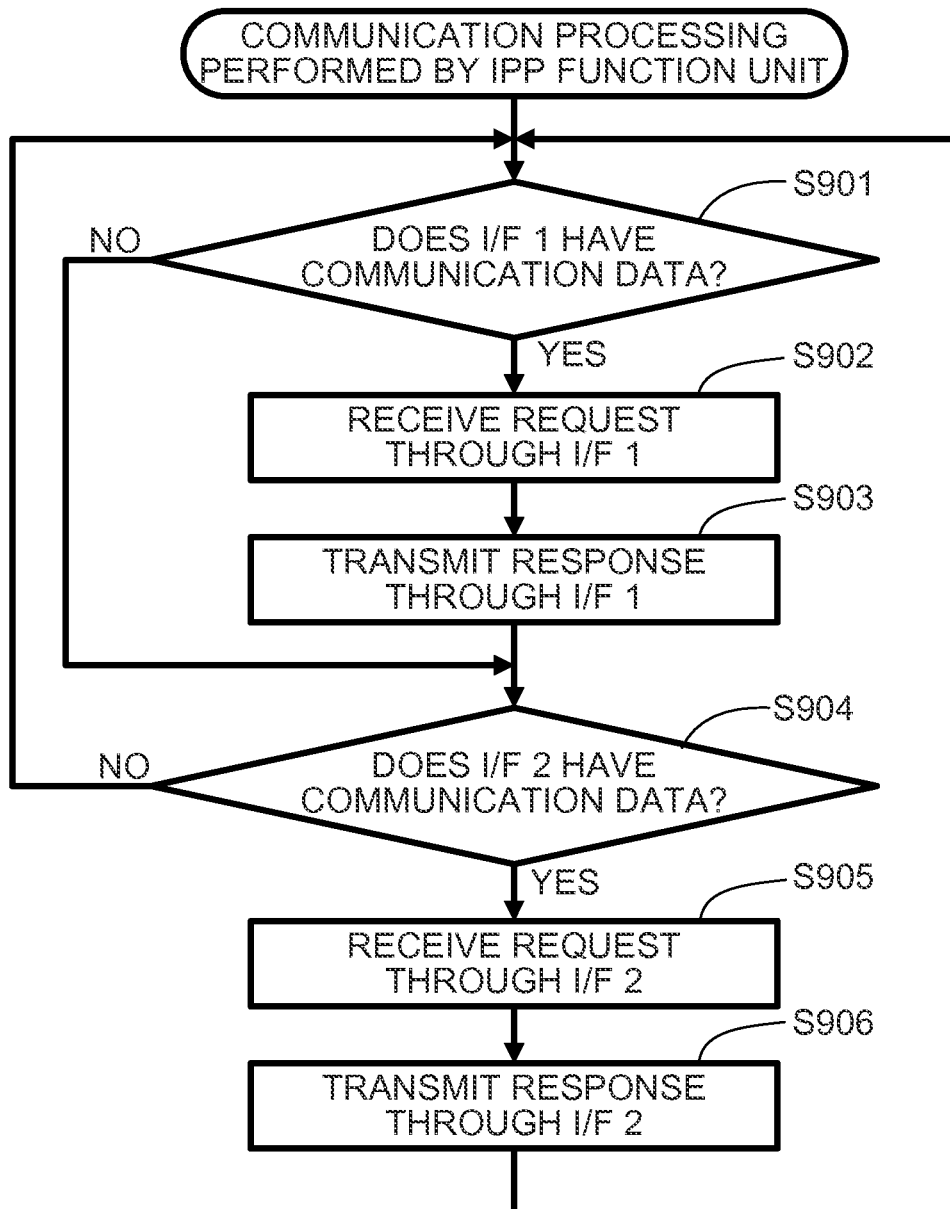 COMMUNICATION PROCESSING
PERFORMED BY IPP FUNCTION UNIT
S901
NO
DOES I/F 1 HAVE
COMMUNICATION DATA?
YES
S902
RECEIVE REQUEST
THROUGH I/F 1
S903
TRANSMIT RESPONSE
THROUGH I/F 1
S904
NO
DOES I/F 2 HAVE
COMMUNICATION DATA?
YES
S905
RECEIVE REQUEST
THROUGH I/F 2
S906
TRANSMIT RESPONSE
THROUGH I/F 2